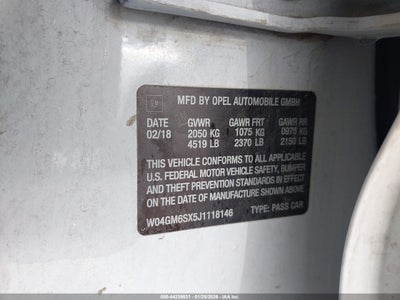 GM
MFD BY OPEL AUTOMOBILE GMBH
DATE GVWR GAWR FRT GAWR RR
02/18 2050 KG 1075 KG 0975 KG
4519 LB 2370 LB 2150 LB
THIS VEHICLE CONFORMS TO ALL APPLICABLE
U.S. FEDERAL MOTOR VEHICLE SAFETY, BUMPER
AND THEFT PREVENTION STANDARDS IN EFFECT
ON THE DATE OF MANUFACTURE SHOWN ABOVE.
W04GM6SX5J1118146 TYPE: PASS CAR